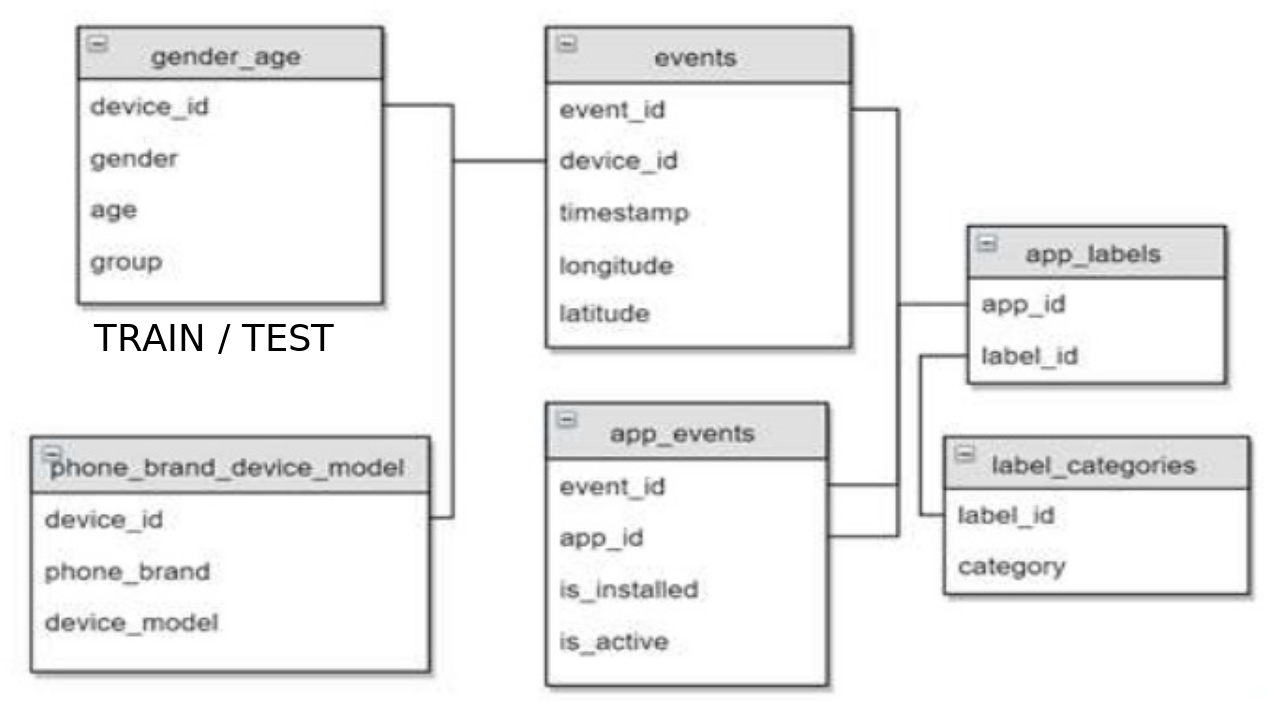 gender_age
device_id
gender
age
group
TRAIN / TEST
phone_brand_device_model
device_id
phone_brand
device_model
events
event_id
device_id
timestamp
longitude
latitude
app_events
event_id
app_id
is_installed
is_active
app_labels
app_id
label_id
label_categories
label_id
category